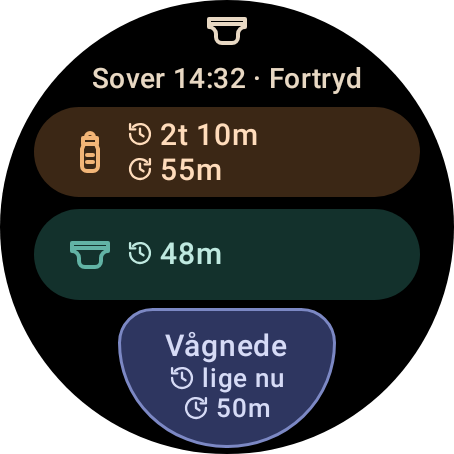 Sover 14:32 · Fortryd
2t 10m
55m
48m
Vågnede
lige nu
50m